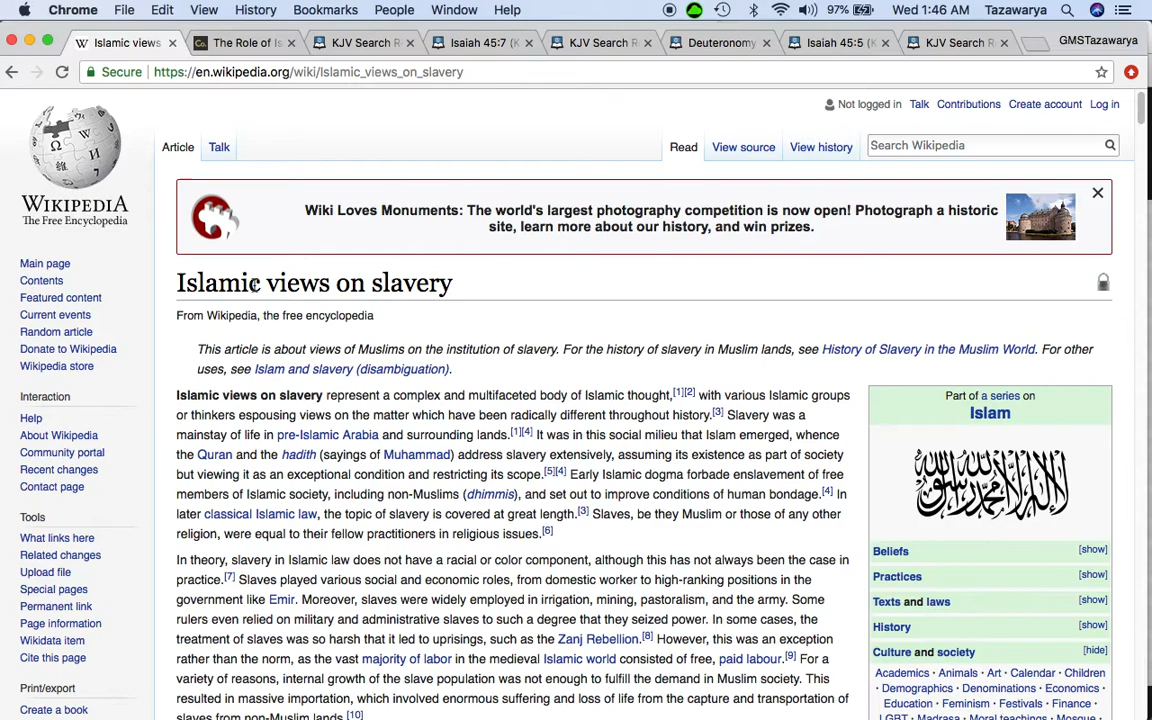 Chrome File Edit View History Bookmarks People Window Help 97% Wed 1:46 AM Tazawarya
Islamic views The Role of Is KJV Search R Isaiah 45:7 (K KJV Search R Deuteronomy Isaiah 45:5 (K KJV Search R GMSTazawarya
Secure https://en.wikipedia.org/wiki/Islamic_views_on_slavery
Not logged in Talk Contributions Create account Log in
Article Talk Read View source View history Search Wikipedia
WIKIPEDIA
The Free Encyclopedia
Main page
Contents
Featured content
Current events
Random article
Donate to Wikipedia
Wikipedia store
Interaction
Help
About Wikipedia
Community portal
Recent changes
Contact page
Tools
What links here
Related changes
Upload file
Special pages
Permanent link
Page information
Wikidata item
Cite this page
Print/export
Create a book
Wiki Loves Monuments: The world's largest photography competition is now open! Photograph a historic
site, learn more about our history, and win prizes.
Islamic views on slavery
From Wikipedia, the free encyclopedia
This article is about views of Muslims on the institution of slavery. For the history of slavery in Muslim lands, see History of Slavery in the Muslim World. For other
uses, see Islam and slavery (disambiguation).
Islamic views on slavery represent a complex and multifaceted body of Islamic thought,[1][2] with various Islamic groups
or thinkers espousing views on the matter which have been radically different throughout history.[3] Slavery was a
mainstay of life in pre-Islamic Arabia and surrounding lands.[1][4] It was in this social milieu that Islam emerged, whence
the Quran and the hadith (sayings of Muhammad) address slavery extensively, assuming its existence as part of society
but viewing it as an exceptional condition and restricting its scope.[5][4] Early Islamic dogma forbade enslavement of free
members of Islamic society, including non-Muslims (dhimmis), and set out to improve conditions of human bondage.[4] In
later classical Islamic law, the topic of slavery is covered at great length.[3] Slaves, be they Muslim or those of any other
religion, were equal to their fellow practitioners in religious issues.[6]
In theory, slavery in Islamic law does not have a racial or color component, although this has not always been the case in
practice.[7] Slaves played various social and economic roles, from domestic worker to high-ranking positions in the
government like Emir. Moreover, slaves were widely employed in irrigation, mining, pastoralism, and the army. Some
rulers even relied on military and administrative slaves to such a degree that they seized power. In some cases, the
treatment of slaves was so harsh that it led to uprisings, such as the Zanj Rebellion.[8] However, this was an exception
rather than the norm, as the vast majority of labor in the medieval Islamic world consisted of free, paid labour.[9] For a
variety of reasons, internal growth of the slave population was not enough to fulfill the demand in Muslim society. This
resulted in massive importation, which involved enormous suffering and loss of life from the capture and transportation of
slaves from non-Muslim lands.[10]
Part of a series on
Islam
لا إله إلا الله محمد رسول الله
Beliefs [show]
Practices [show]
Texts and laws [show]
History [show]
Culture and society [hide]
Academics · Animals · Art · Calendar · Children
· Demographics · Denominations · Economics ·
Education · Feminism · Festivals · Finance ·
LGBT · Madrasa · Moral teachings · Mosque ·